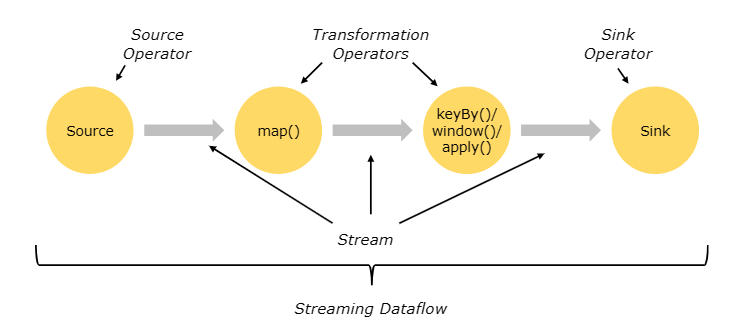 Source
Operator
Transformation
Operators
Sink
Operator
Source
map()
keyBy()/
window()/
apply()
Sink
Stream
Streaming Dataflow